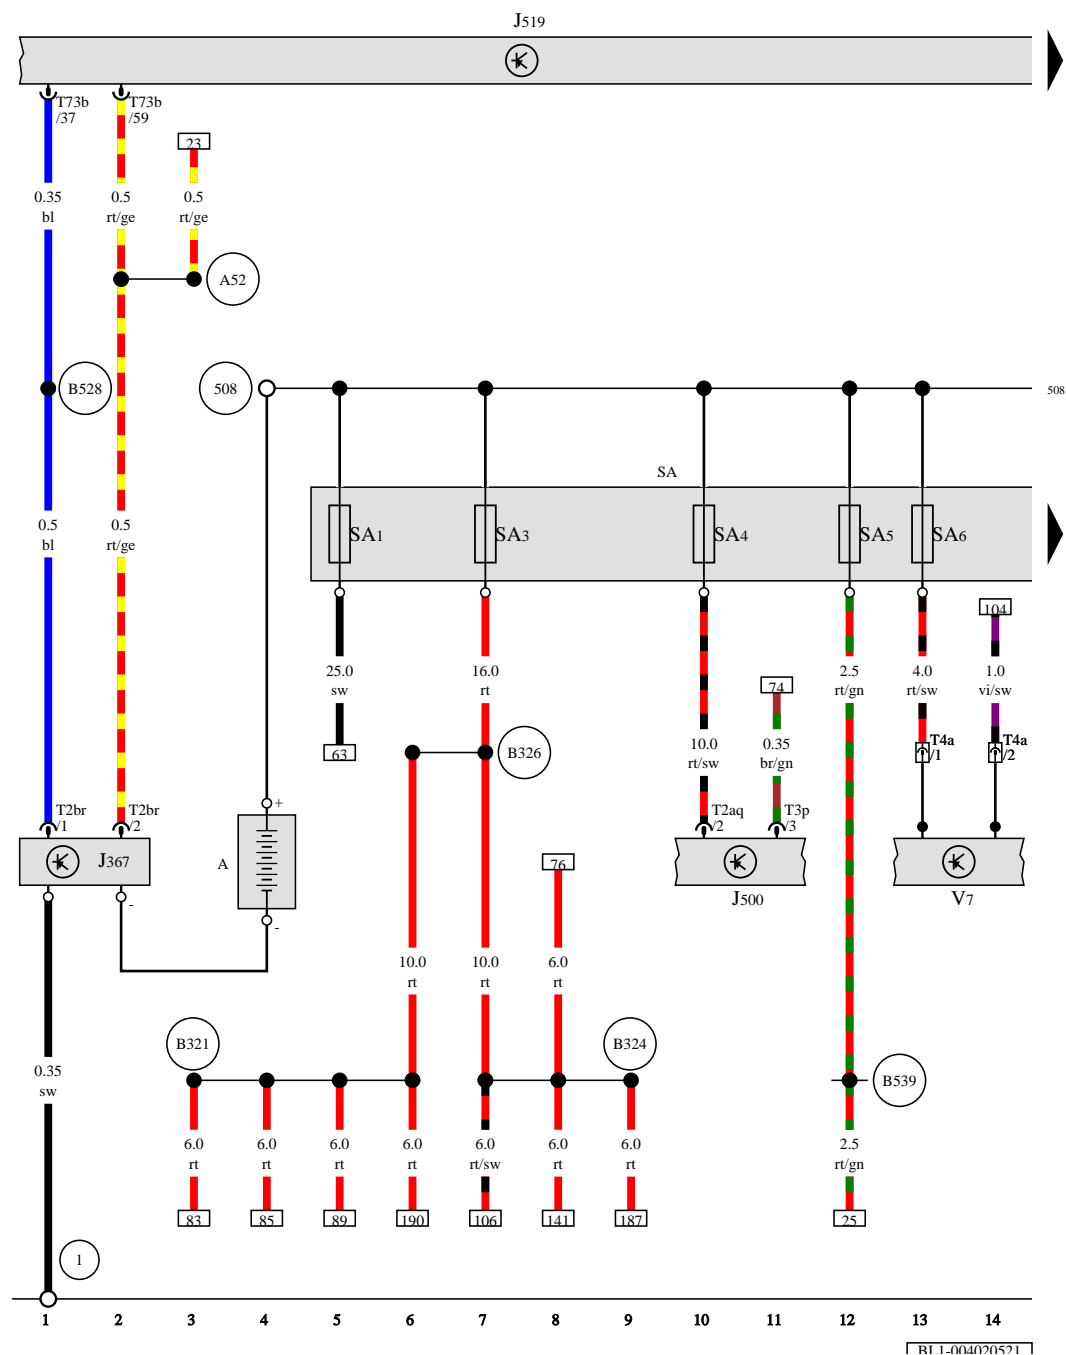 J519
T73b
/37
T73b
/59
23
0.35
bl
0.5
rt/ge
0.5
rt/ge
A52
B528
508
508
SA
0.5
bl
0.5
rt/ge
SA1
SA3
SA4
SA5
SA6
104
25.0
sw
16.0
rt
2.5
rt/gn
4.0
rt/sw
1.0
vi/sw
74
63
B326
10.0
rt/sw
0.35
br/gn
T4a
/1
T4a
/2
T2br
/1
T2br
/2
+
T2aq
/2
T3p
/3
J367
A
76
J500
V7
-
-
10.0
rt
10.0
rt
6.0
rt
B321
B324
0.35
sw
B539
6.0
rt
6.0
rt
6.0
rt
6.0
rt
6.0
rt/sw
6.0
rt
6.0
rt
2.5
rt/gn
83
85
89
190
106
141
187
25
1
1 2 3 4 5 6 7 8 9 10 11 12 13 14
BL1-004020521